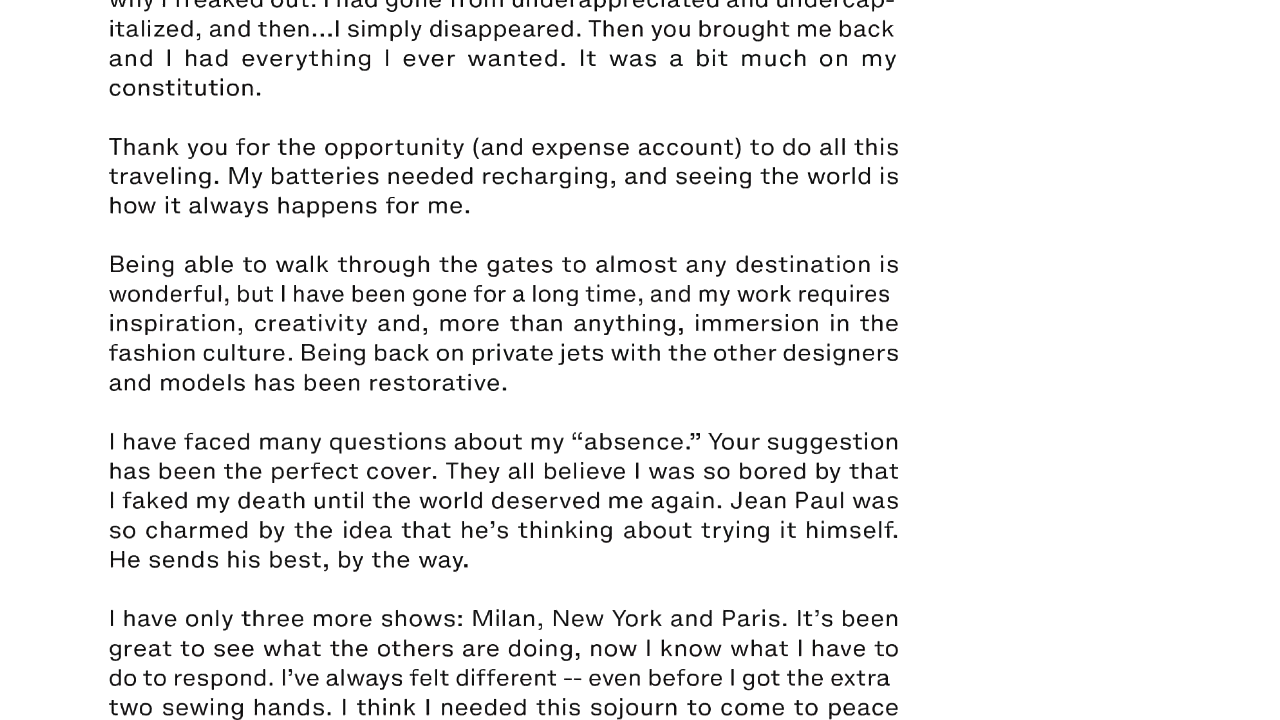 why I freaked out. I had gone from underappreciated and undercap-
italized, and then...I simply disappeared. Then you brought me back
and I had everything I ever wanted. It was a bit much on my
constitution.
Thank you for the opportunity (and expense account) to do all this
traveling. My batteries needed recharging, and seeing the world is
how it always happens for me.
Being able to walk through the gates to almost any destination is
wonderful, but I have been gone for a long time, and my work requires
inspiration, creativity and, more than anything, immersion in the
fashion culture. Being back on private jets with the other designers
and models has been restorative.
I have faced many questions about my “absence.” Your suggestion
has been the perfect cover. They all believe I was so bored by that
I faked my death until the world deserved me again. Jean Paul was
so charmed by the idea that he’s thinking about trying it himself.
He sends his best, by the way.
I have only three more shows: Milan, New York and Paris. It’s been
great to see what the others are doing, now I know what I have to
do to respond. I’ve always felt different -- even before I got the extra
two sewing hands. I think I needed this sojourn to come to peace